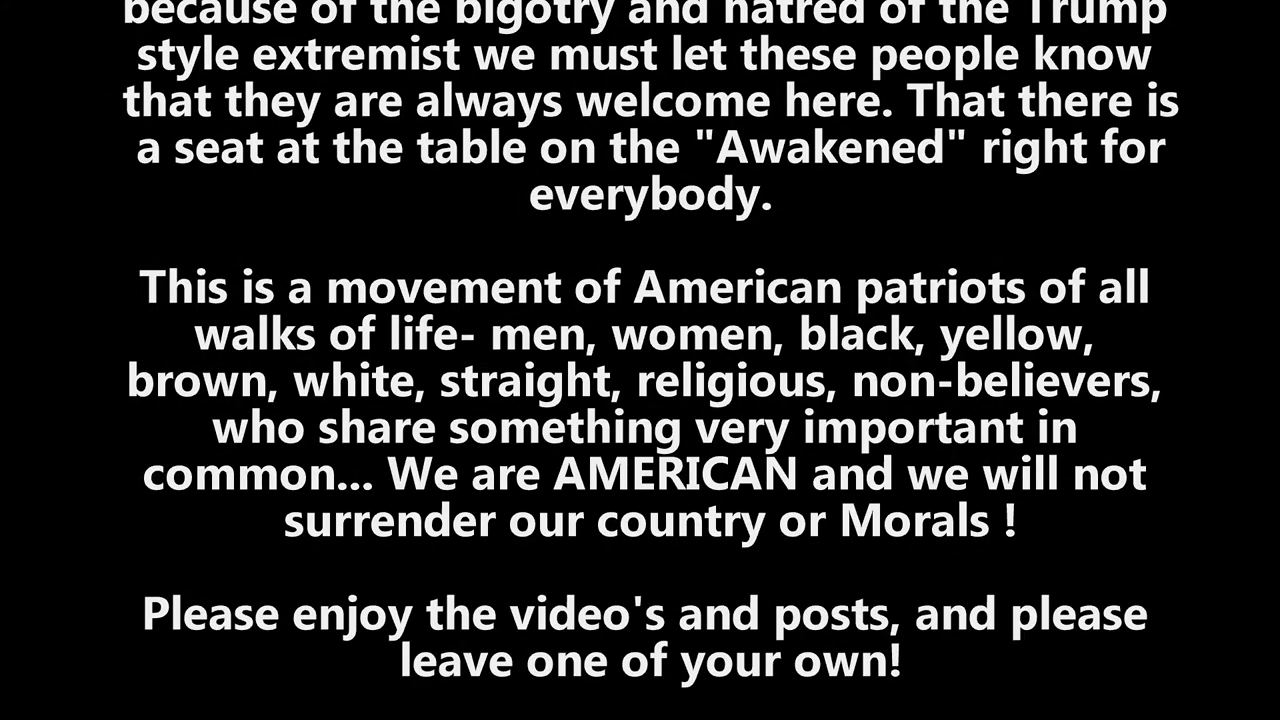 because of the bigotry and hatred of the Trump
style extremist we must let these people know
that they are always welcome here. That there is
a seat at the table on the "Awakened" right for
everybody.
This is a movement of American patriots of all
walks of life- men, women, black, yellow,
brown, white, straight, religious, non-believers,
who share something very important in
common... We are AMERICAN and we will not
surrender our country or Morals !
Please enjoy the video's and posts, and please
leave one of your own!